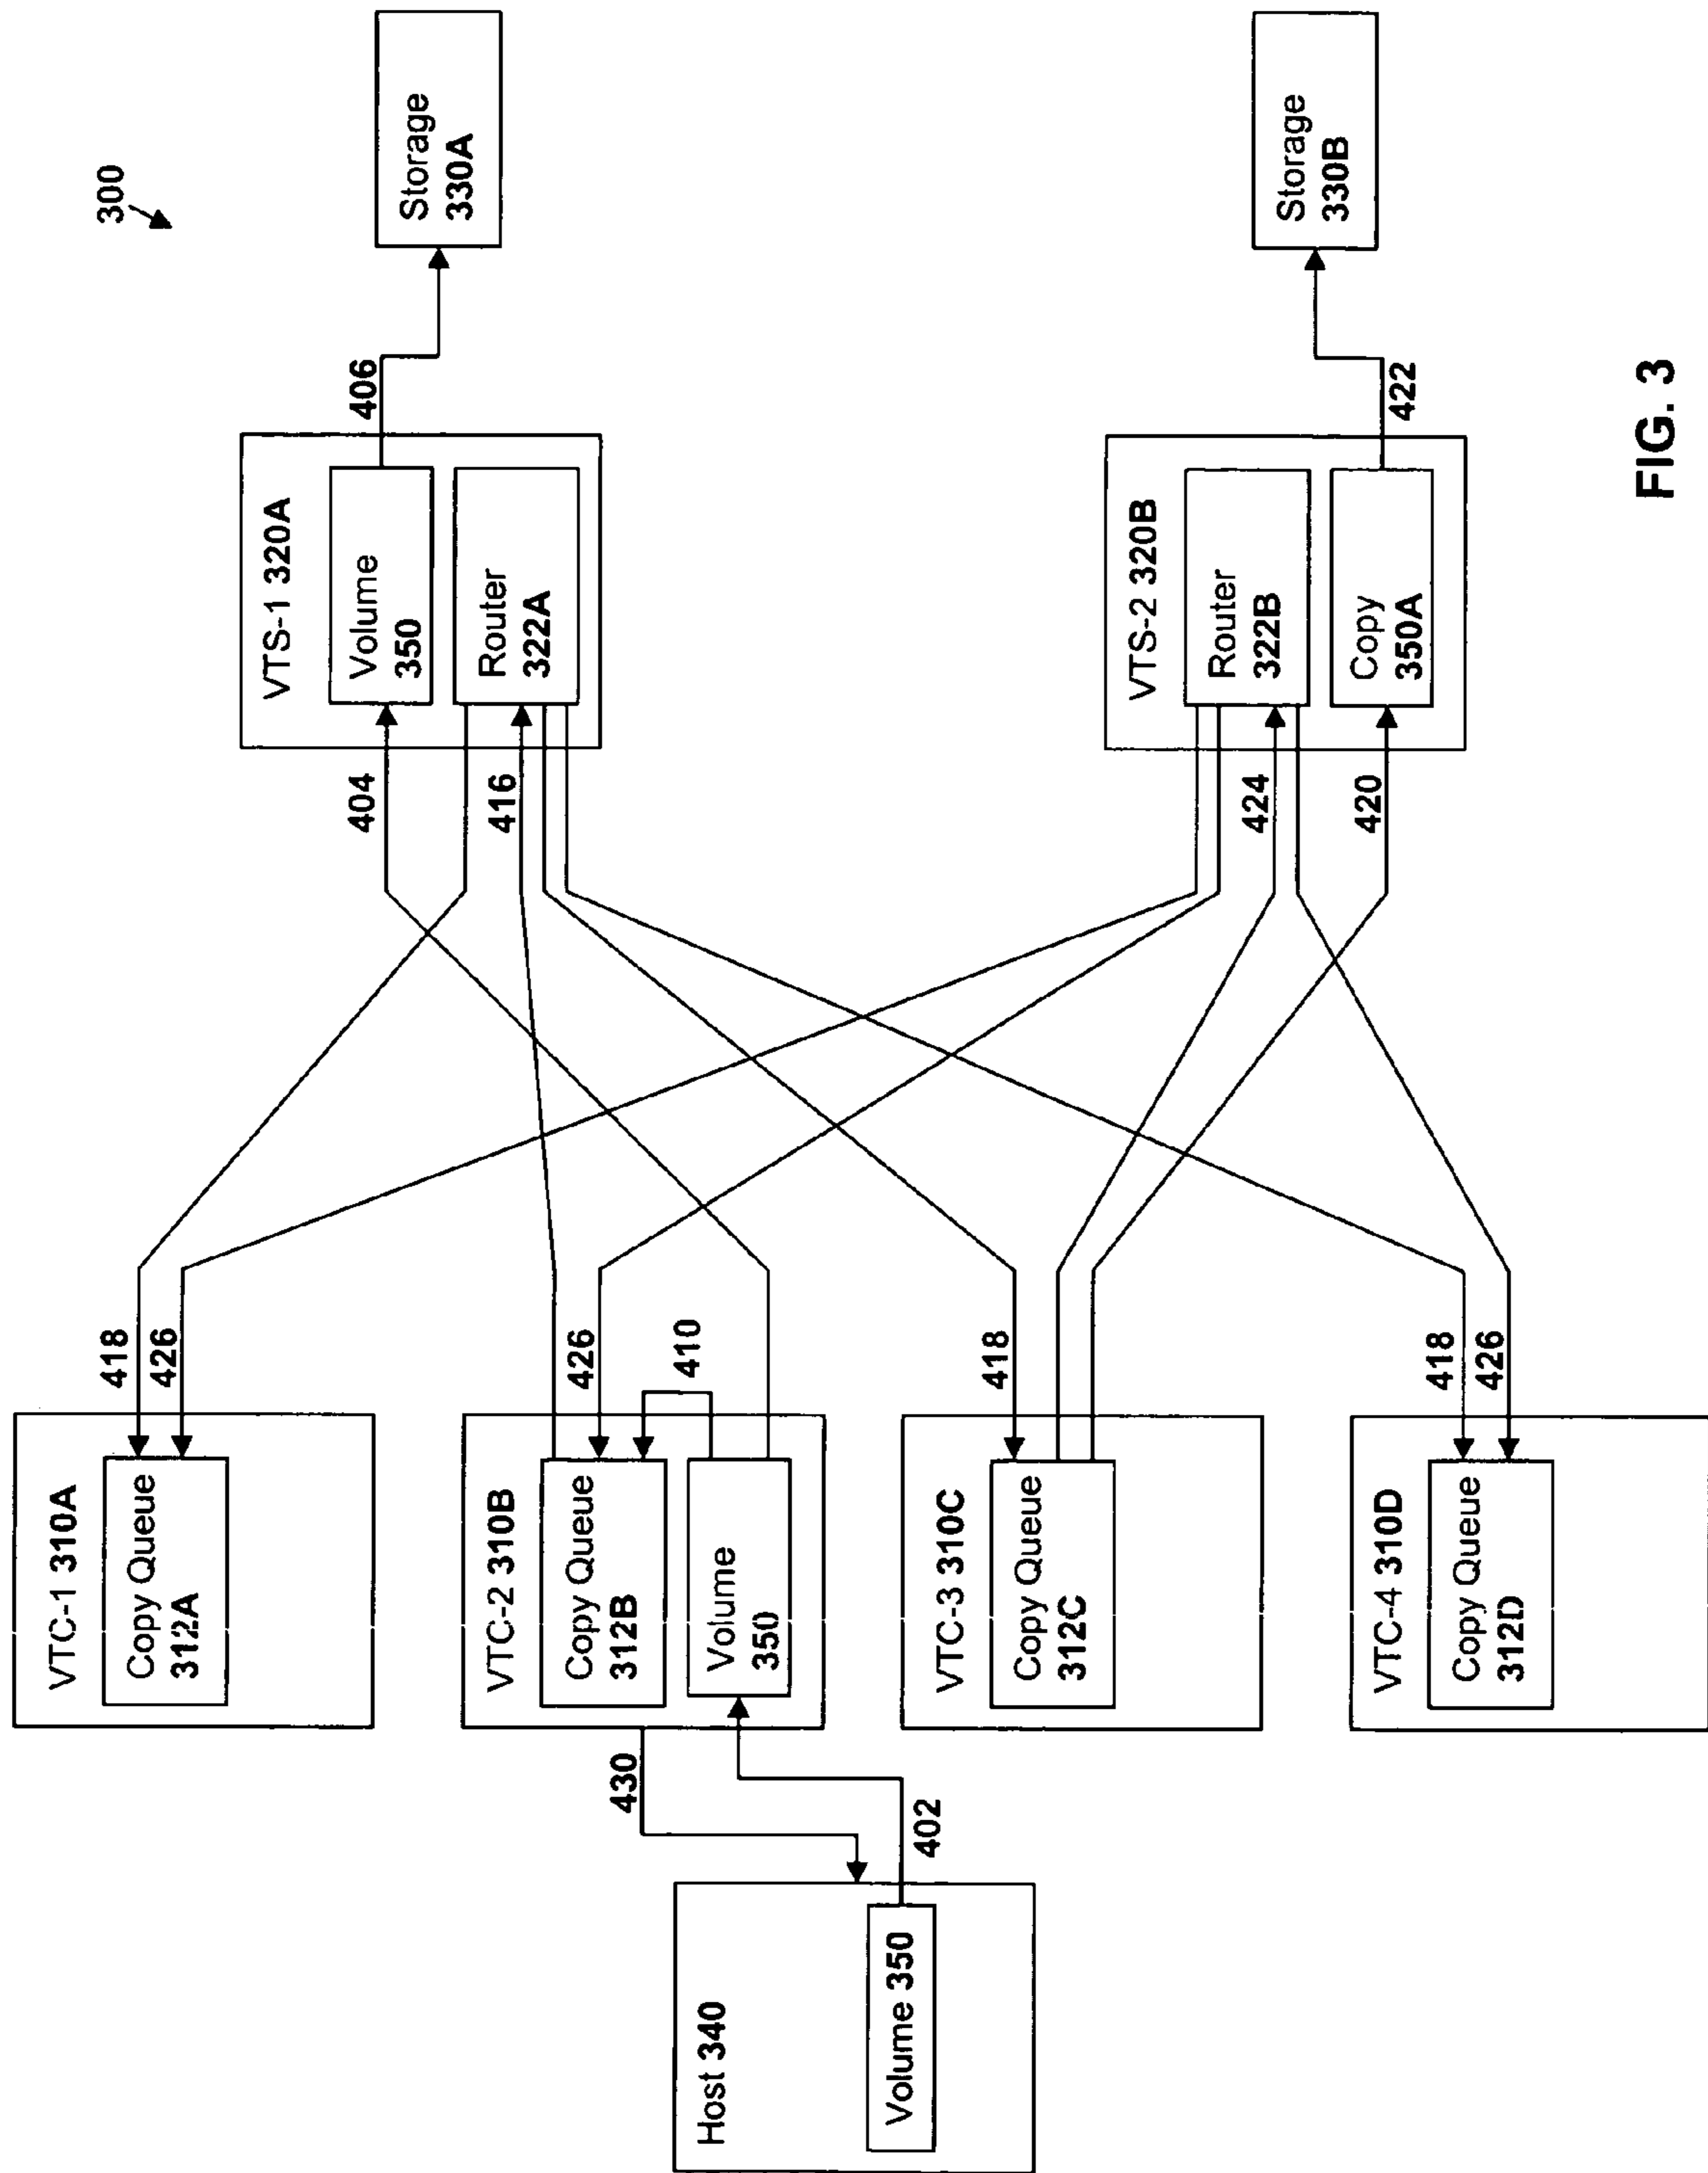 300
Host 340
Volume 350
402
430
VTC-1 310A
Copy Queue
312A
418
426
VTC-2 310B
Copy Queue
312B
Volume
350
426
410
VTC-3 310C
Copy Queue
312C
418
VTC-4 310D
Copy Queue
312D
418
426
VTS-1 320A
Volume
350
Router
322A
404
416
406
Storage
330A
VTS-2 320B
Router
322B
Copy
350A
424
420
422
Storage
330B
FIG. 3